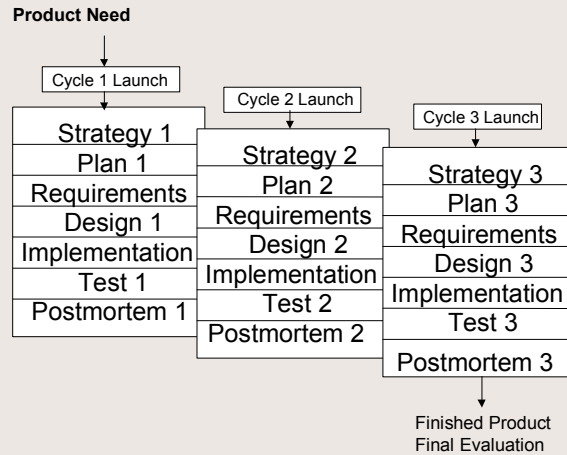 Product Need
Cycle 1 Launch
Strategy 1
Plan 1
Requirements
Design 1
Implementation
Test 1
Postmortem 1
Cycle 2 Launch
Strategy 2
Plan 2
Requirements
Design 2
Implementation
Test 2
Postmortem 2
Cycle 3 Launch
Strategy 3
Plan 3
Requirements
Design 3
Implementation
Test 3
Postmortem 3
Finished Product
Final Evaluation